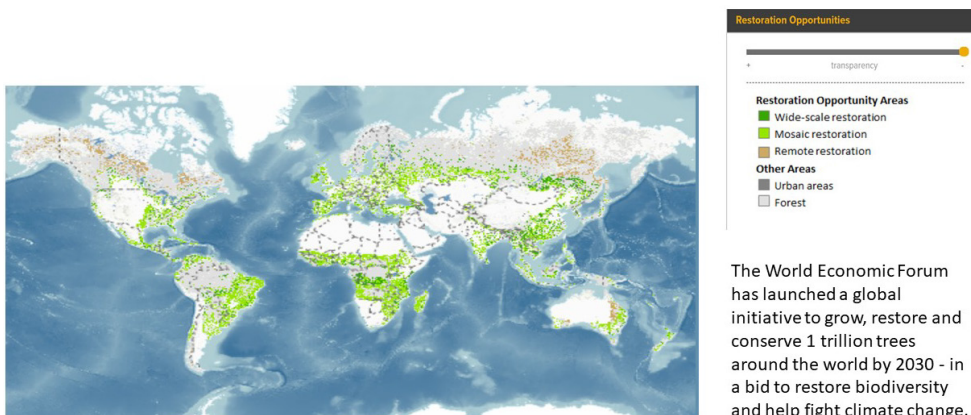 Restoration Opportunities
+ transparency -
Restoration Opportunity Areas
Wide-scale restoration
Mosaic restoration
Remote restoration
Other Areas
Urban areas
Forest
The World Economic Forum
has launched a global
initiative to grow, restore and
conserve 1 trillion trees
around the world by 2030 - in
a bid to restore biodiversity
and help fight climate change.